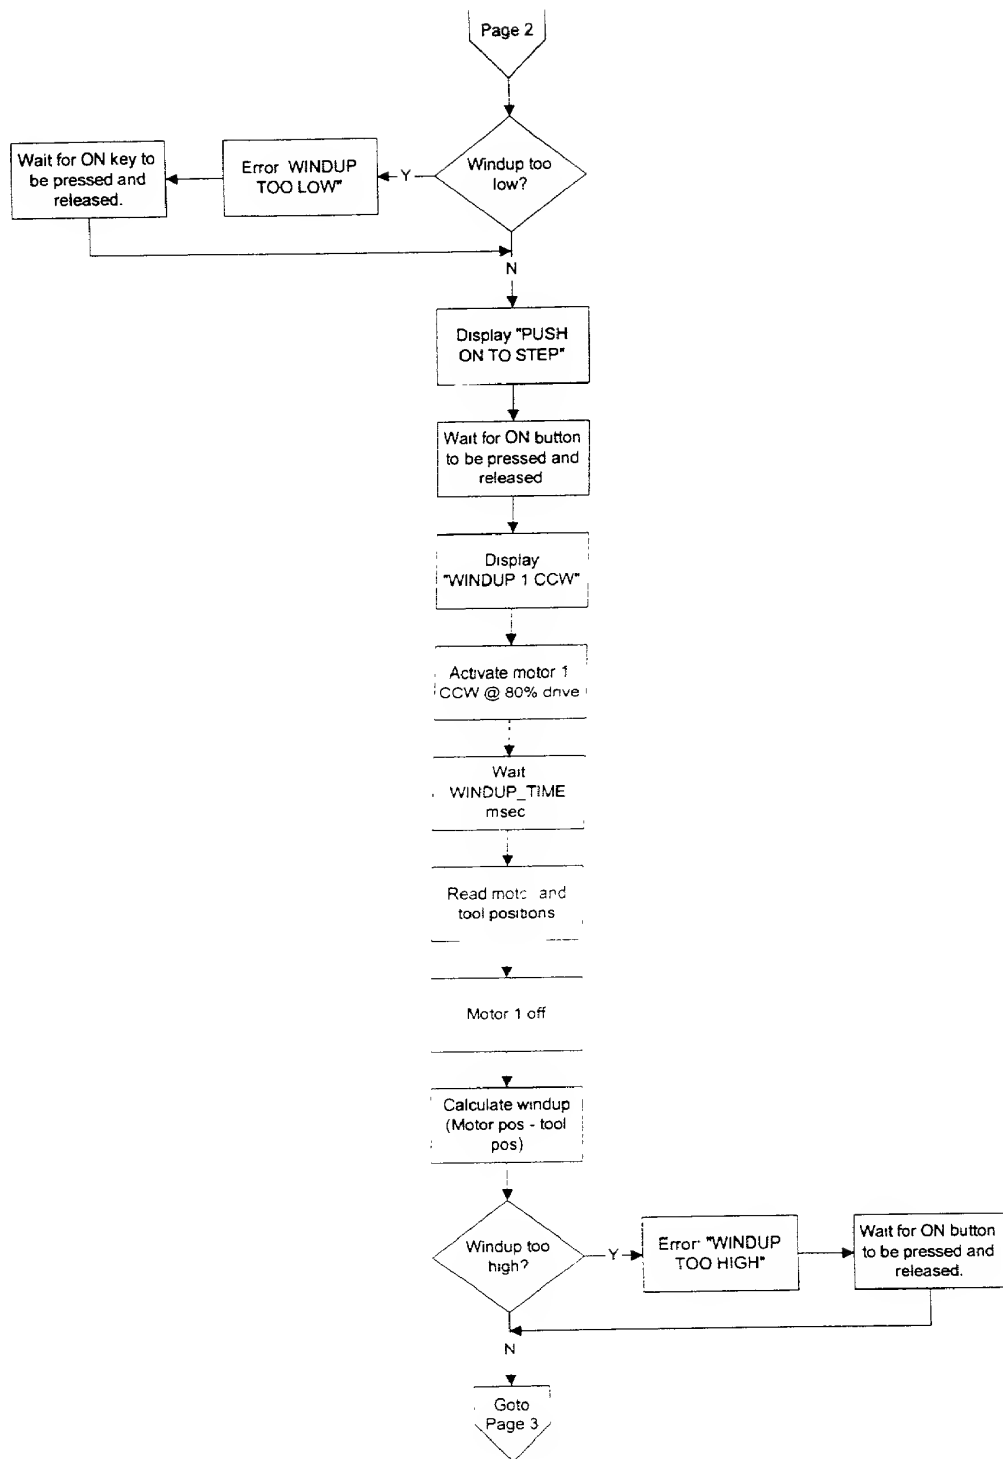 Page 2
Windup too
low?
Y
Error WINDUP
TOO LOW"
Wait for ON key to
be pressed and
released.
N
Display "PUSH
ON TO STEP"
Wait for ON button
to be pressed and
released
Display
"WINDUP 1 CCW"
Activate motor 1
CCW @ 80% drive
Wait
WINDUP_TIME
msec
Read moto and
tool positions
Motor 1 off
Calculate windup
(Motor pos - tool
pos)
Windup too
high?
Y
Error "WINDUP
TOO HIGH"
Wait for ON button
to be pressed and
released.
N
Goto
Page 3